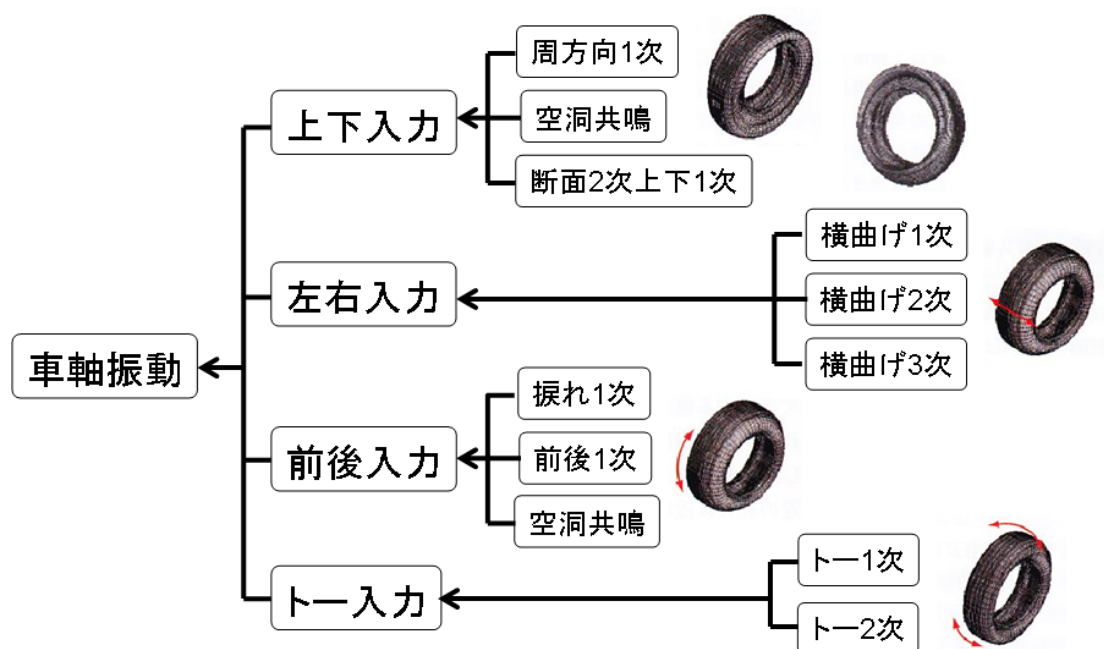 周方向1次
上下入力
空洞共鳴
断面2次上下1次
横曲げ1次
左右入力
横曲げ2次
横曲げ3次
車軸振動
捩れ1次
前後入力
前後1次
空洞共鳴
トー1次
トー入力
トー2次